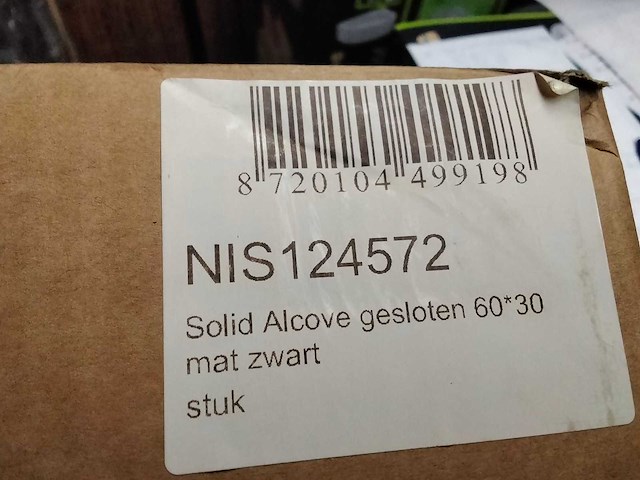 8 720104 499198
NIS124572
Solid Alcove gesloten 60*30
mat zwart
stuk